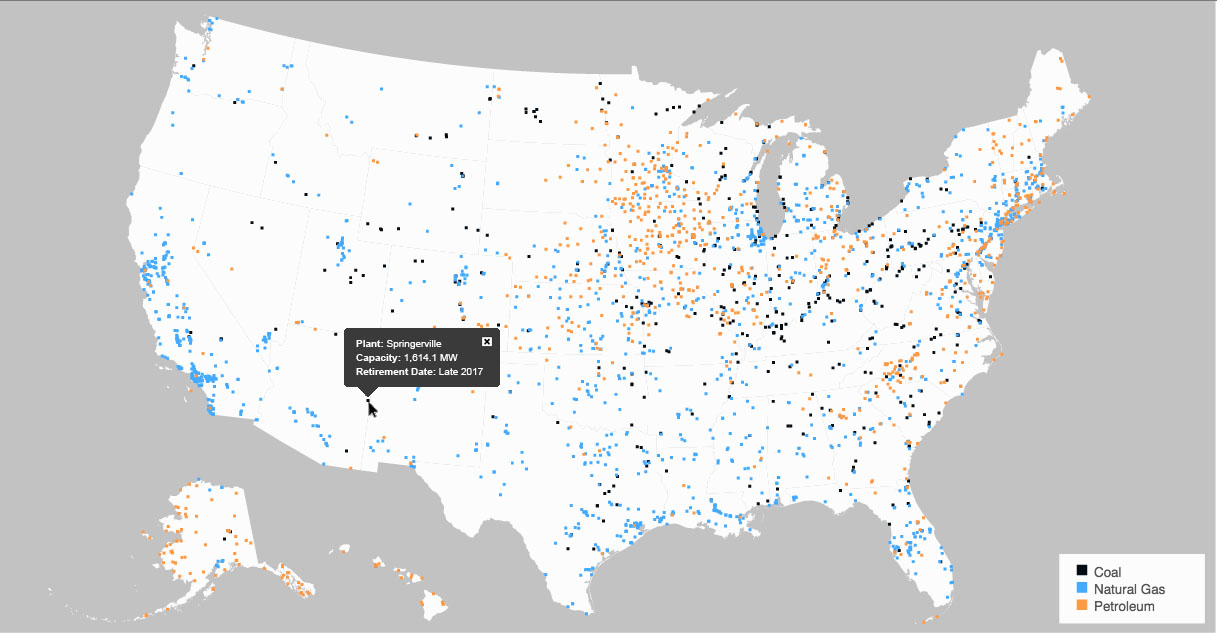 Plant: Springerville
Capacity: 1,614.1 MW
Retirement Date: Late 2017
Coal
Natural Gas
Petroleum